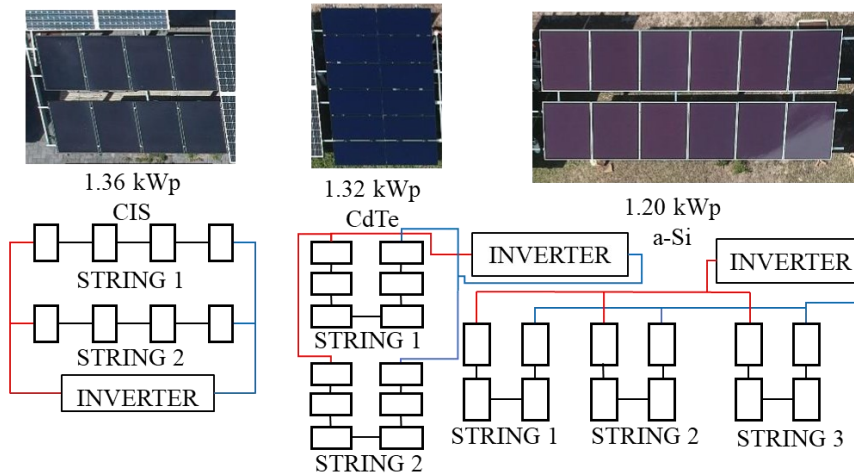 1.36 kWp
CIS
STRING 1
STRING 2
INVERTER
1.32 kWp
CdTe
INVERTER
STRING 1
STRING 2
1.20 kWp
a-Si
INVERTER
STRING 1
STRING 2
STRING 3